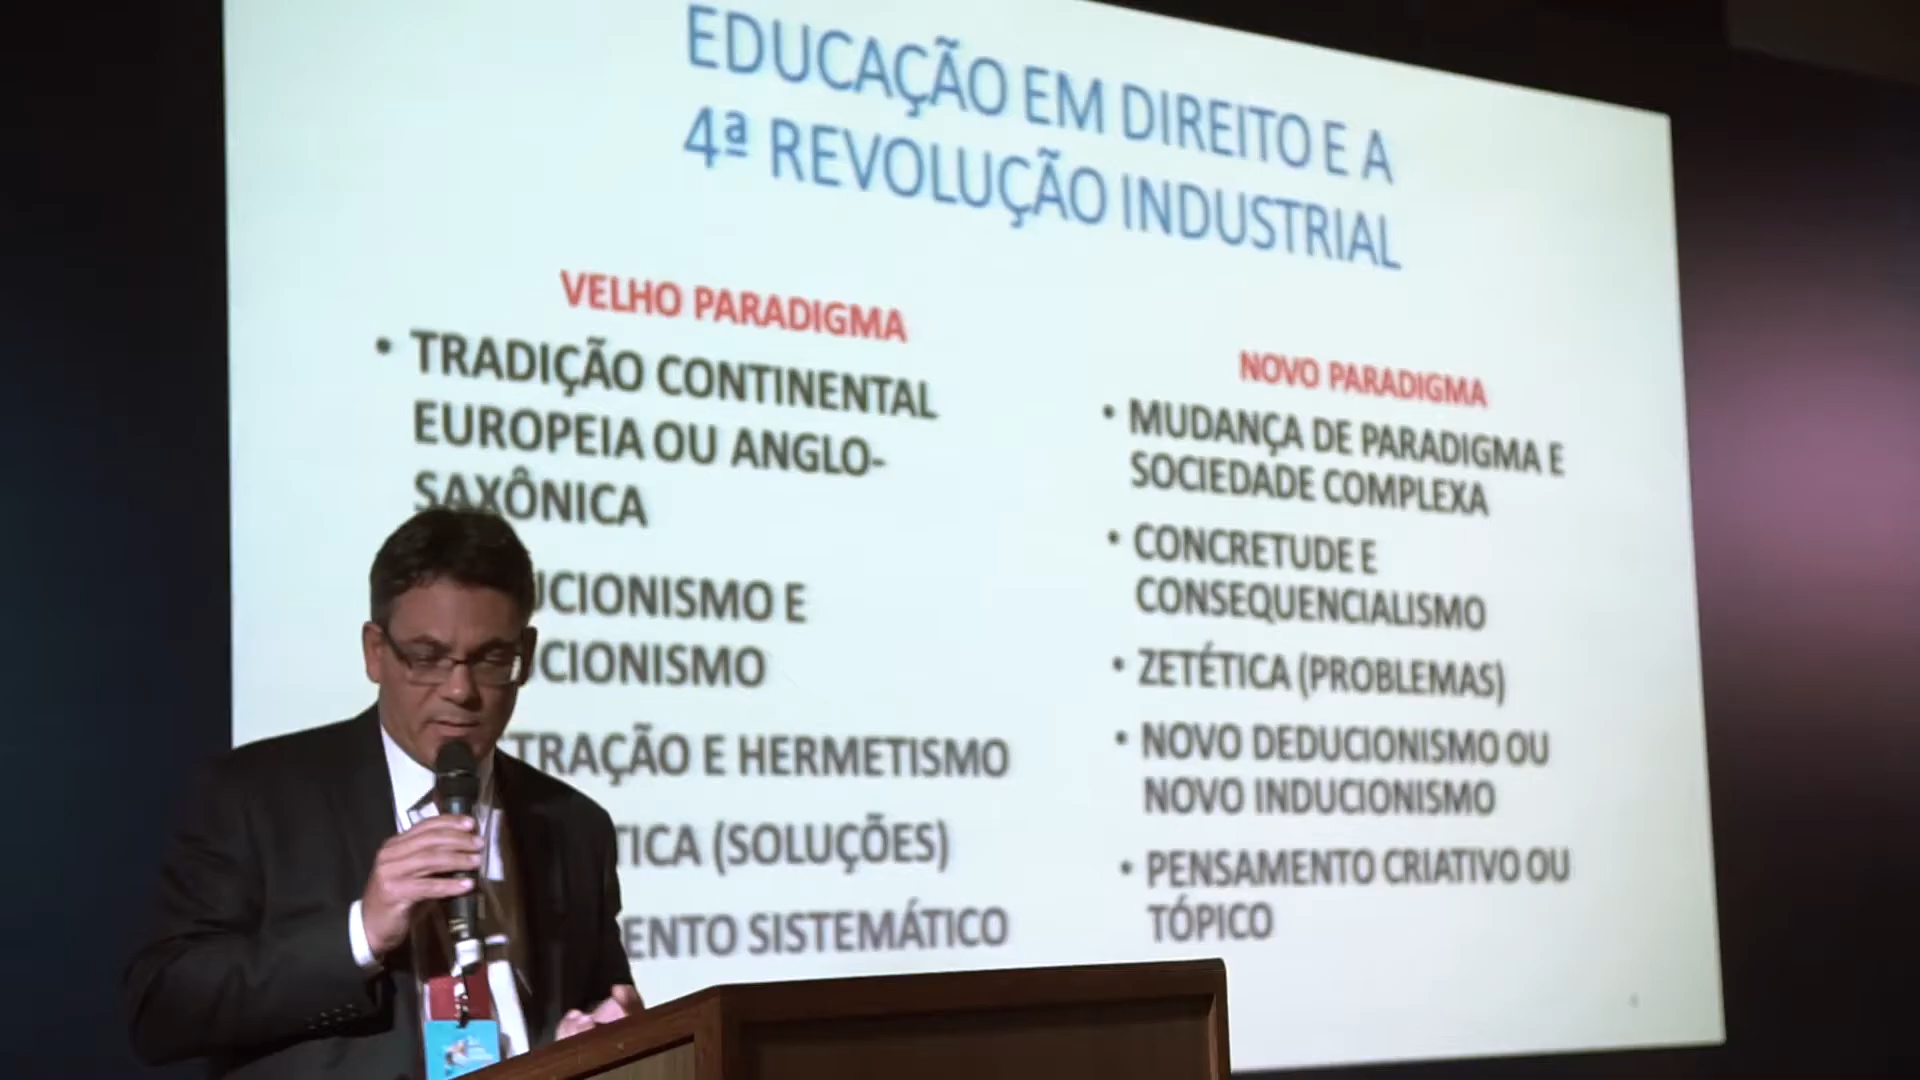 EDUCAÇÃO EM DIREITO E A
4ª REVOLUÇÃO INDUSTRIAL
VELHO PARADIGMA
• TRADIÇÃO CONTINENTAL
EUROPEIA OU ANGLO-
SAXÔNICA
UCIONISMO E
UCIONISMO
TRAÇÃO E HERMETISMO
TICA (SOLUÇÕES)
ENTO SISTEMÁTICO
NOVO PARADIGMA
• MUDANÇA DE PARADIGMA E
SOCIEDADE COMPLEXA
• CONCRETUDE E
CONSEQUENCIALISMO
• ZETÉTICA (PROBLEMAS)
• NOVO DEDUCIONISMO OU
NOVO INDUCIONISMO
• PENSAMENTO CRIATIVO OU
TÓPICO